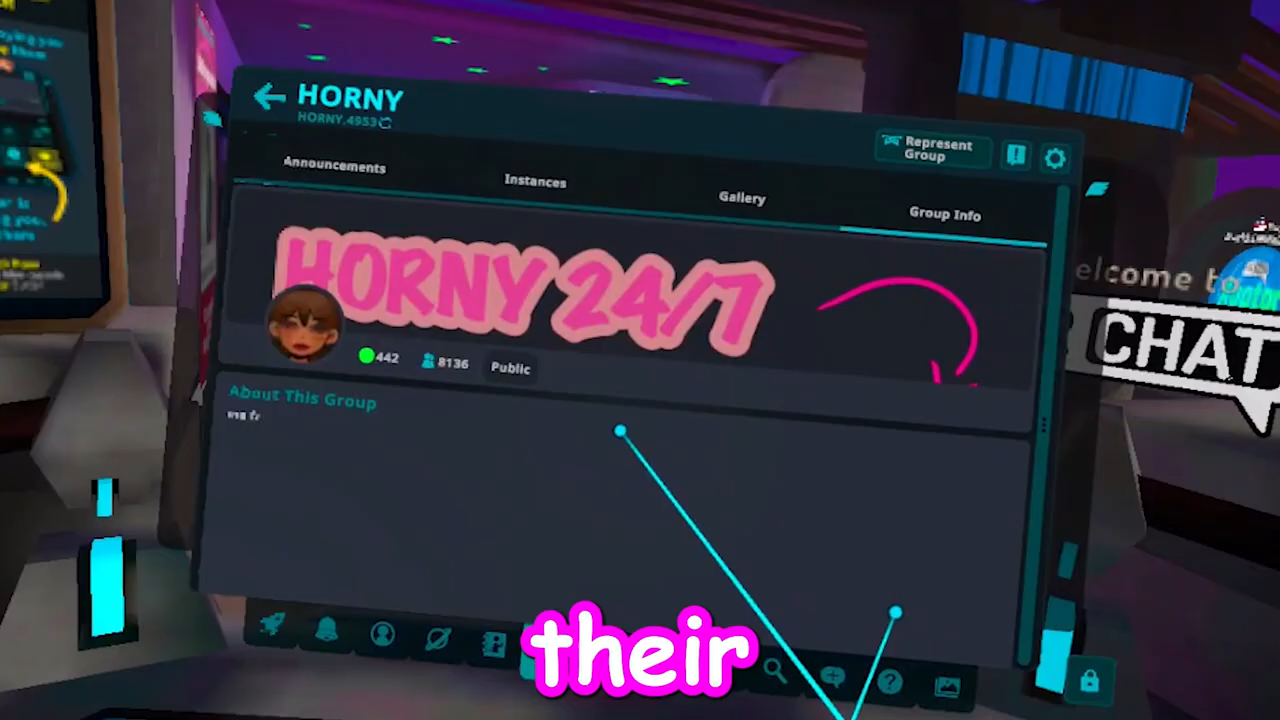 HORNY
HORNY.4953
Represent
Group
Announcements
Instances
Gallery
Group Info
HORNY 24/7
442
8136
Public
About This Group
elcome to
CHAT
their